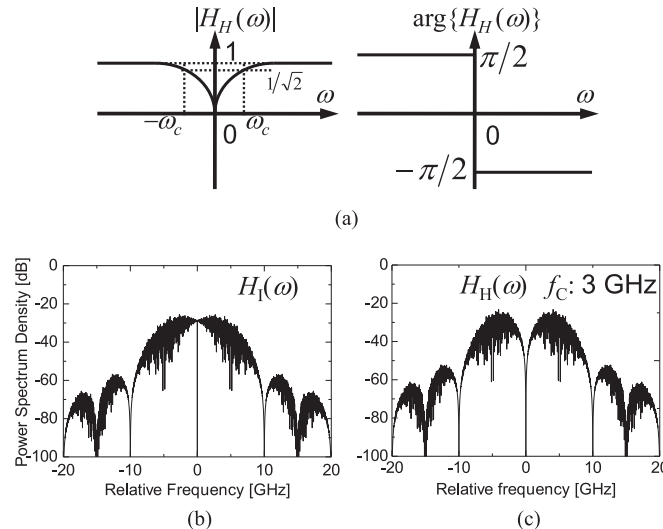 |H_H(ω)|
1
1/√2
ω
−ω_c
0
ω_c
arg{H_H(ω)}
π/2
ω
0
−π/2
(a)
Power Spectrum Density [dB]
0
-20
-40
-60
-80
-100
H_I(ω)
-20 -10 0 10 20
Relative Frequency [GHz]
(b)
0
-20
-40
-60
-80
-100
H_H(ω) f_C: 3 GHz
-20 -10 0 10 20
Relative frequency [GHz]
(c)